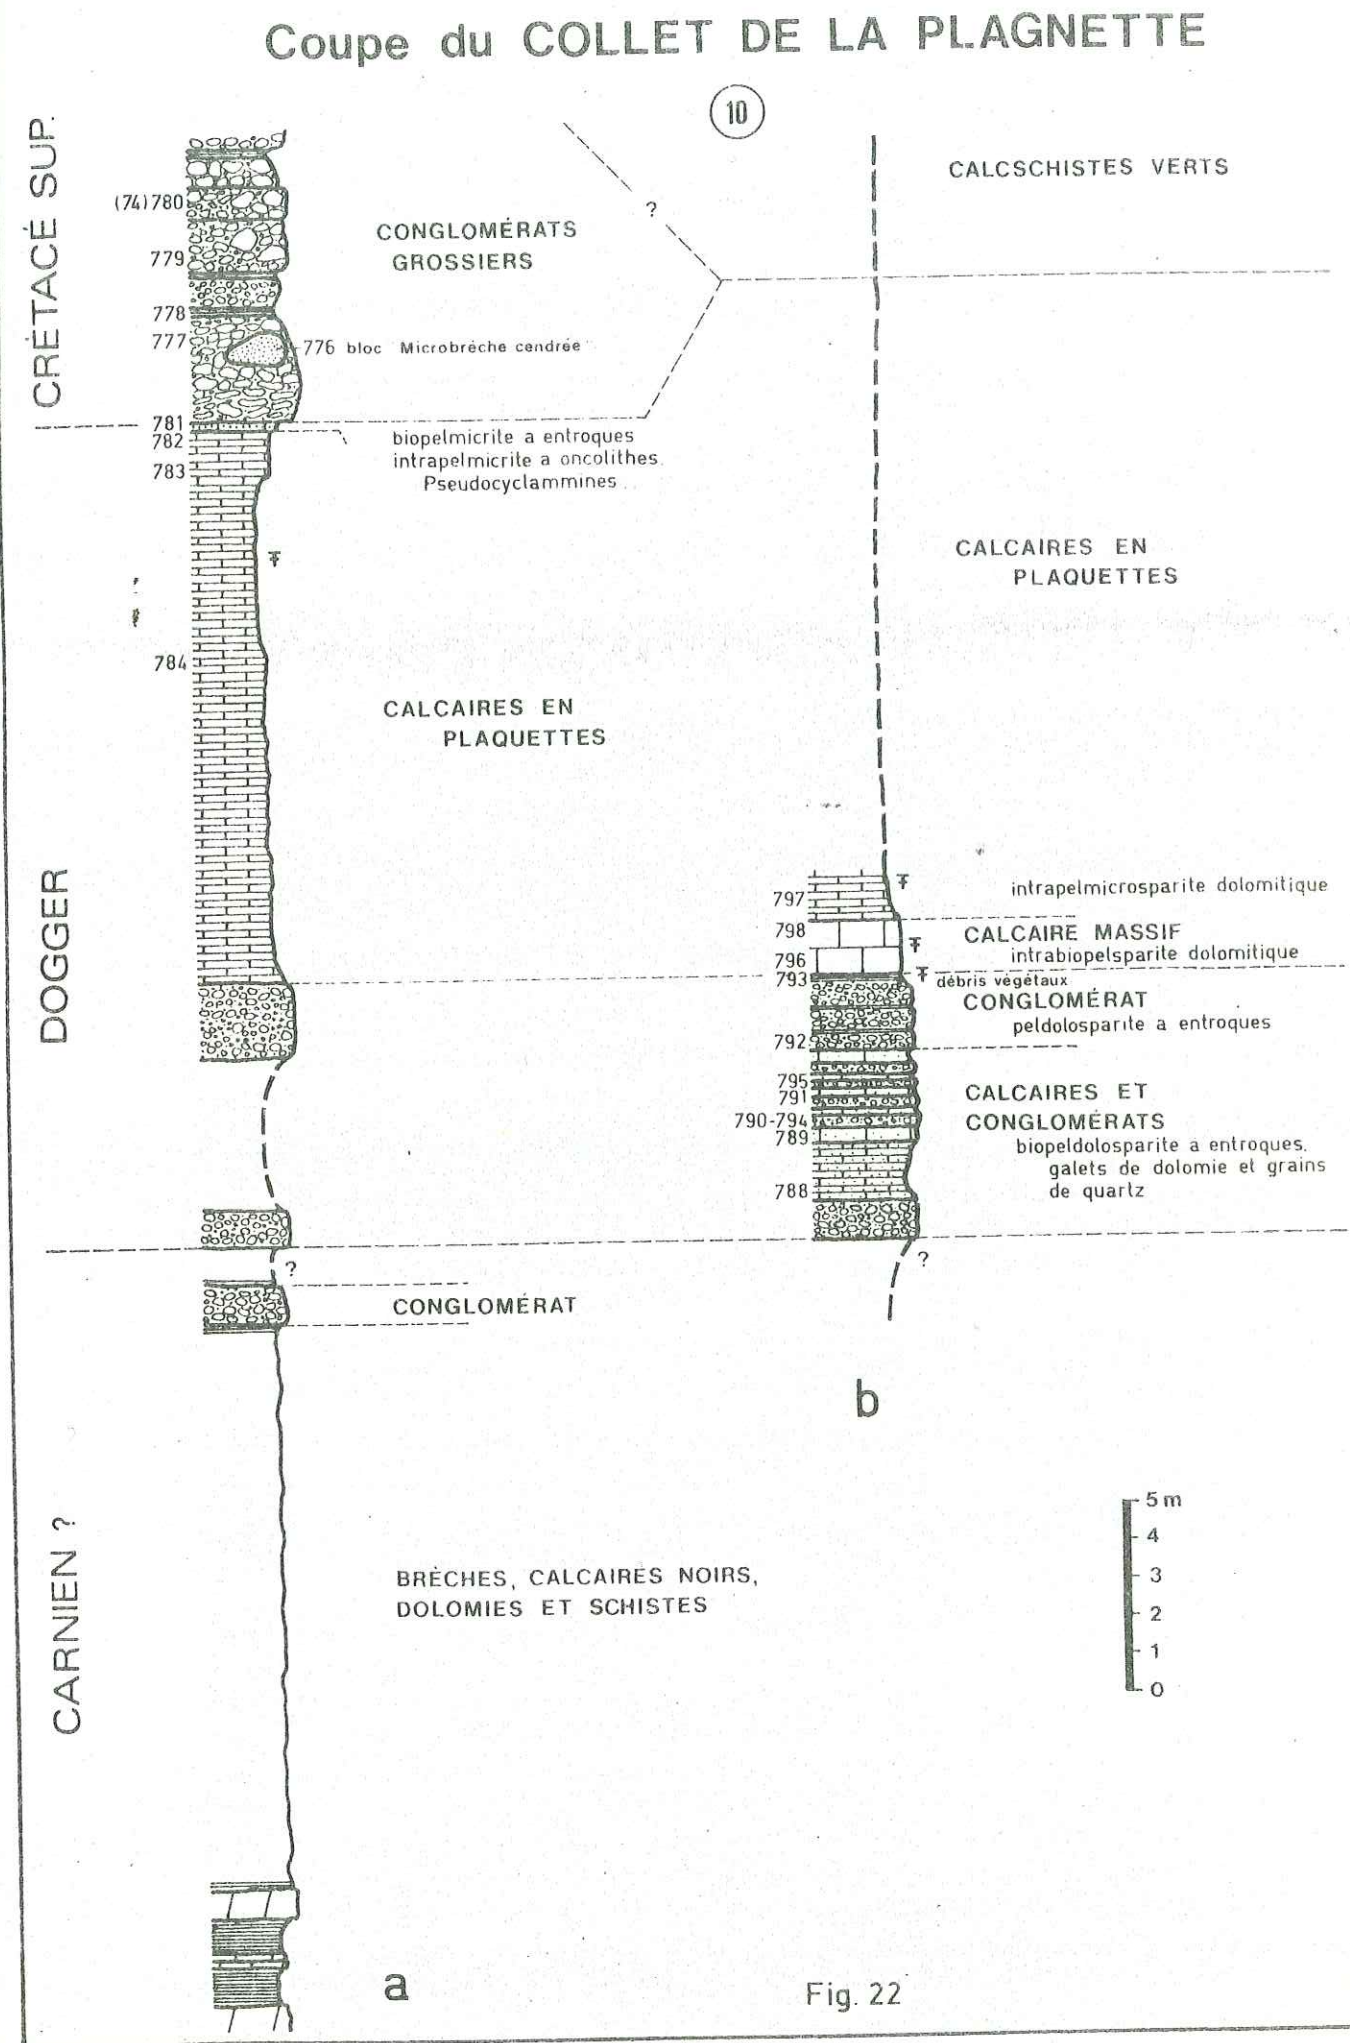 Coupe du COLLET DE LA PLAGNETTE
10
CRÉTACÉ SUP.
(74)780
779
778
777
776 bloc Microbrèche cendrée
781
782
783
784
CONGLOMÉRATS
GROSSIERS
?
biopelmicrite a entroques
intrapelmicrite a oncolithes.
Pseudocyclammines
CALCAIRES EN
PLAQUETTES
DOGGER
?
CONGLOMÉRAT
CARNIEN ?
BRÈCHES, CALCAIRES NOIRS,
DOLOMIES ET SCHISTES
a
CALCSCHISTES VERTS
CALCAIRES EN
PLAQUETTES
797
intrapelmicrosparite dolomitique
798
CALCAIRE MASSIF
796
intrabiopelsparite dolomitique
793
débris végétaux
CONGLOMÉRAT
peldolosparite a entroques
792
795
791
790-794
789
788
CALCAIRES ET
CONGLOMÉRATS
biopeldolosparite a entroques.
galets de dolomie et grains
de quartz
?
b
5 m
4
3
2
1
0
Fig. 22